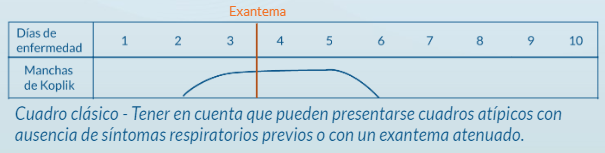 Exantema
Días de
enfermedad
1 2 3 4 5 6 7 8 9 10
Manchas
de Koplik
Cuadro clásico - Tener en cuenta que pueden presentarse cuadros atípicos con
ausencia de síntomas respiratorios previos o con un exantema atenuado.